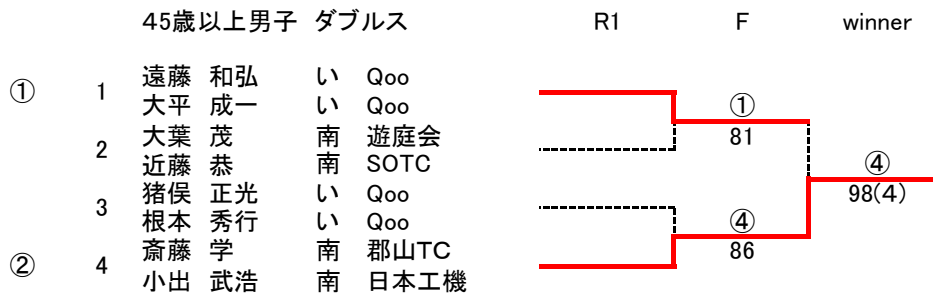 45歳以上男子 ダブルス R1 F winner
① 1 遠藤 和弘 い Qoo
大平 成一 い Qoo
①
2 大葉 茂 南 遊庭会
81
近藤 恭 南 SOTC
④
3 猪俣 正光 い Qoo
98(4)
根本 秀行 い Qoo
④
② 4 斎藤 学 南 郡山TC
86
小出 武浩 南 日本工機